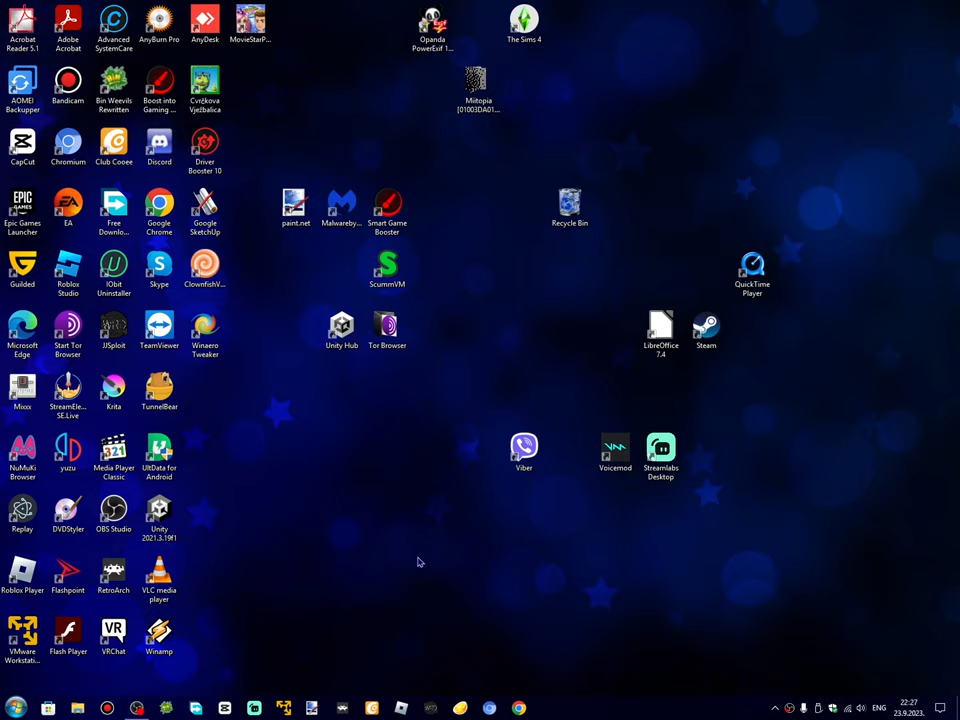 Acrobat
Reader 5.1
Adobe
Acrobat
Advanced
SystemCare
AnyBurn Pro
AnyDesk
MovieStarP...
Opanda
PowerExif 1...
The Sims 4
AOMEI
Backupper
Bandicam
Bin Weevils
Rewritten
Boost into
Gaming ...
Cvrčkova
Vježbalica
Miitopia
[01003DA01...
CapCut
Chromium
Club Cooee
Discord
Driver
Booster 10
EPIC
GAMES
Epic Games
Launcher
EA
EA
Free
Downlo...
Google
Chrome
Google
SketchUp
paint.net
Malwareby...
Smart Game
Booster
Recycle Bin
Guilded
Roblox
Studio
IObit
Uninstaller
Skype
ClownfishV...
ScummVM
QuickTime
Player
Microsoft
Edge
Start Tor
Browser
JJSploit
TeamViewer
Winaero
Tweaker
Unity Hub
Tor Browser
LibreOffice
7.4
Steam
Mixxx
StreamEle...
SE.Live
Krita
TunnelBear
NuMuKi
Browser
yuzu
321
Media Player
Classic
UltData for
Android
Viber
Voicemod
Streamlabs
Desktop
Replay
DVDStyler
OBS Studio
Unity
2021.3.19f1
Roblox Player
Flashpoint
RetroArch
VLC media
player
VMware
Workstati...
Flash Player
VR
VRChat
Winamp
ENG
22:27
23.9.2023.